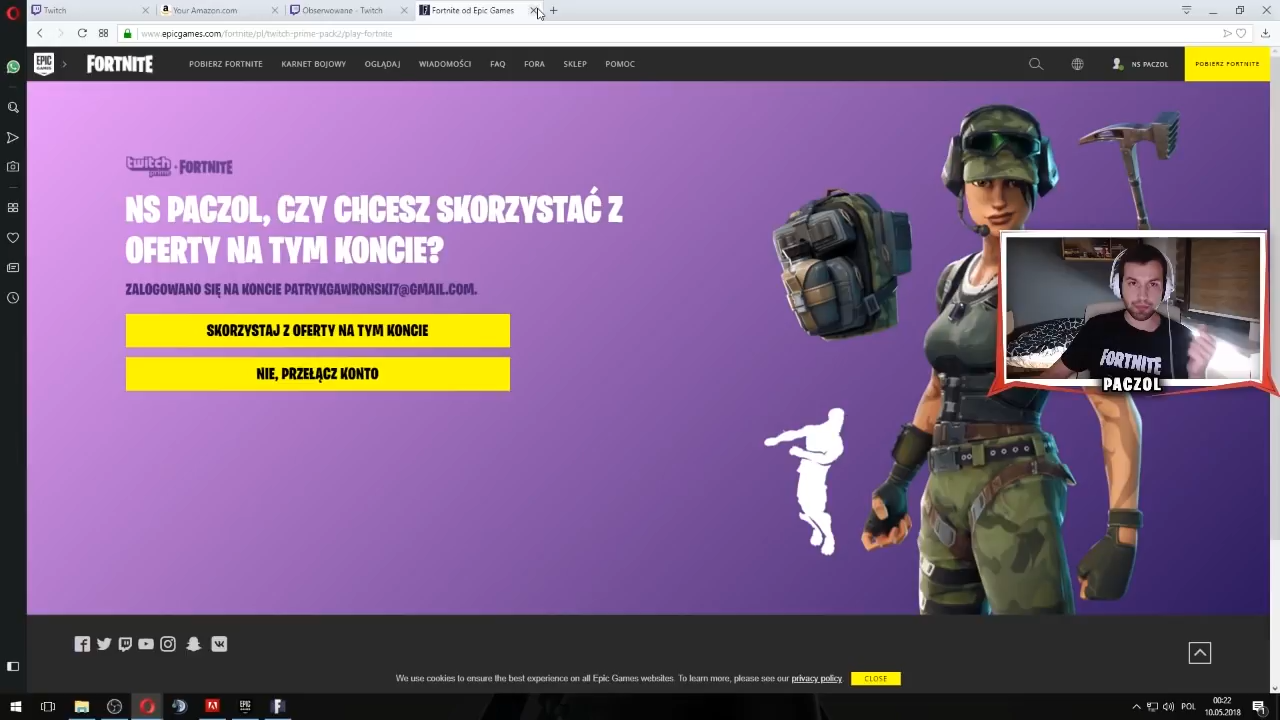 Twitch
Your Amazon.com
Obserwowanie - Twitch
Fortnite od Epic Games
www.epicgames.com/fortnite/pl/twitch-prime-pack2/play-fortnite
EPIC GAMES
FORTNITE
POBIERZ FORTNITE
KARNET BOJOWY
OGLĄDAJ
WIADOMOŚCI
FAQ
FORA
SKLEP
POMOC
NS PACZOL
POBIERZ FORTNITE
twitch prime + FORTNITE
NS PACZOL, CZY CHCESZ SKORZYSTAĆ Z
OFERTY NA TYM KONCIE?
ZALOGOWANO SIĘ NA KONCIE PATRYKGAWRONSKI7@GMAIL.COM.
SKORZYSTAJ Z OFERTY NA TYM KONCIE
NIE, PRZEŁĄCZ KONTO
FORTNITE
PACZOL
We use cookies to ensure the best experience on all Epic Games websites. To learn more, please see our privacy policy
CLOSE
POL
00:22
10.05.2018